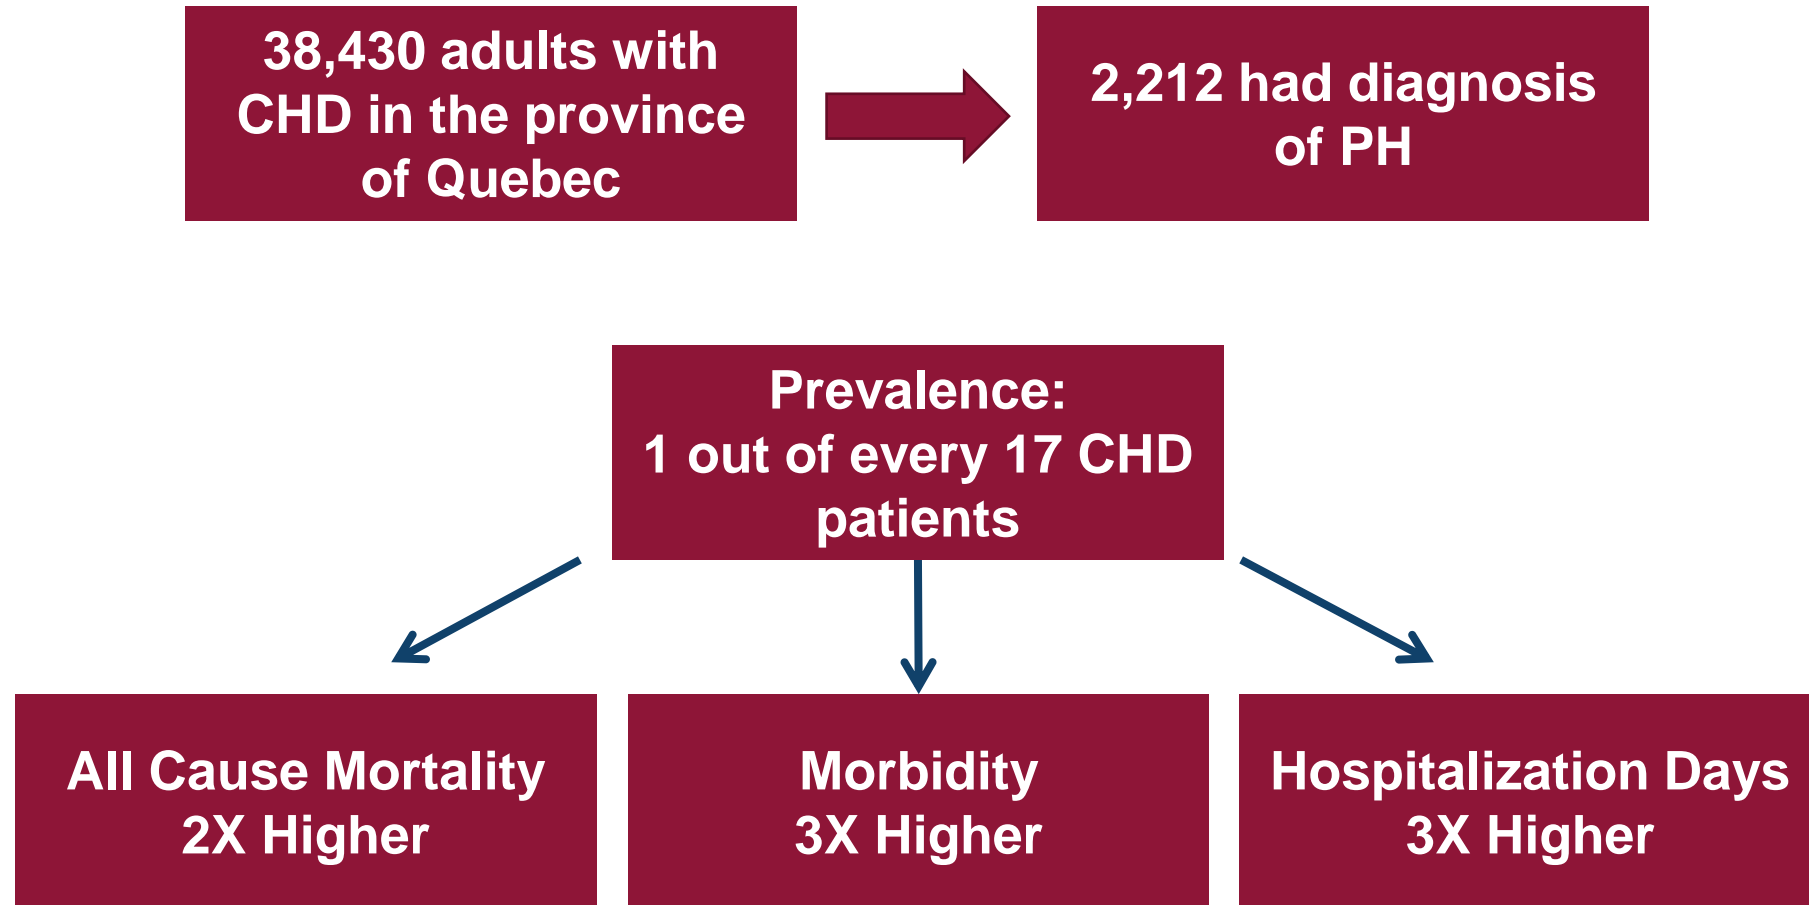 38,430 adults with
CHD in the province
of Quebec
2,212 had diagnosis
of PH
Prevalence:
1 out of every 17 CHD
patients
All Cause Mortality
2X Higher
Morbidity
3X Higher
Hospitalization Days
3X Higher